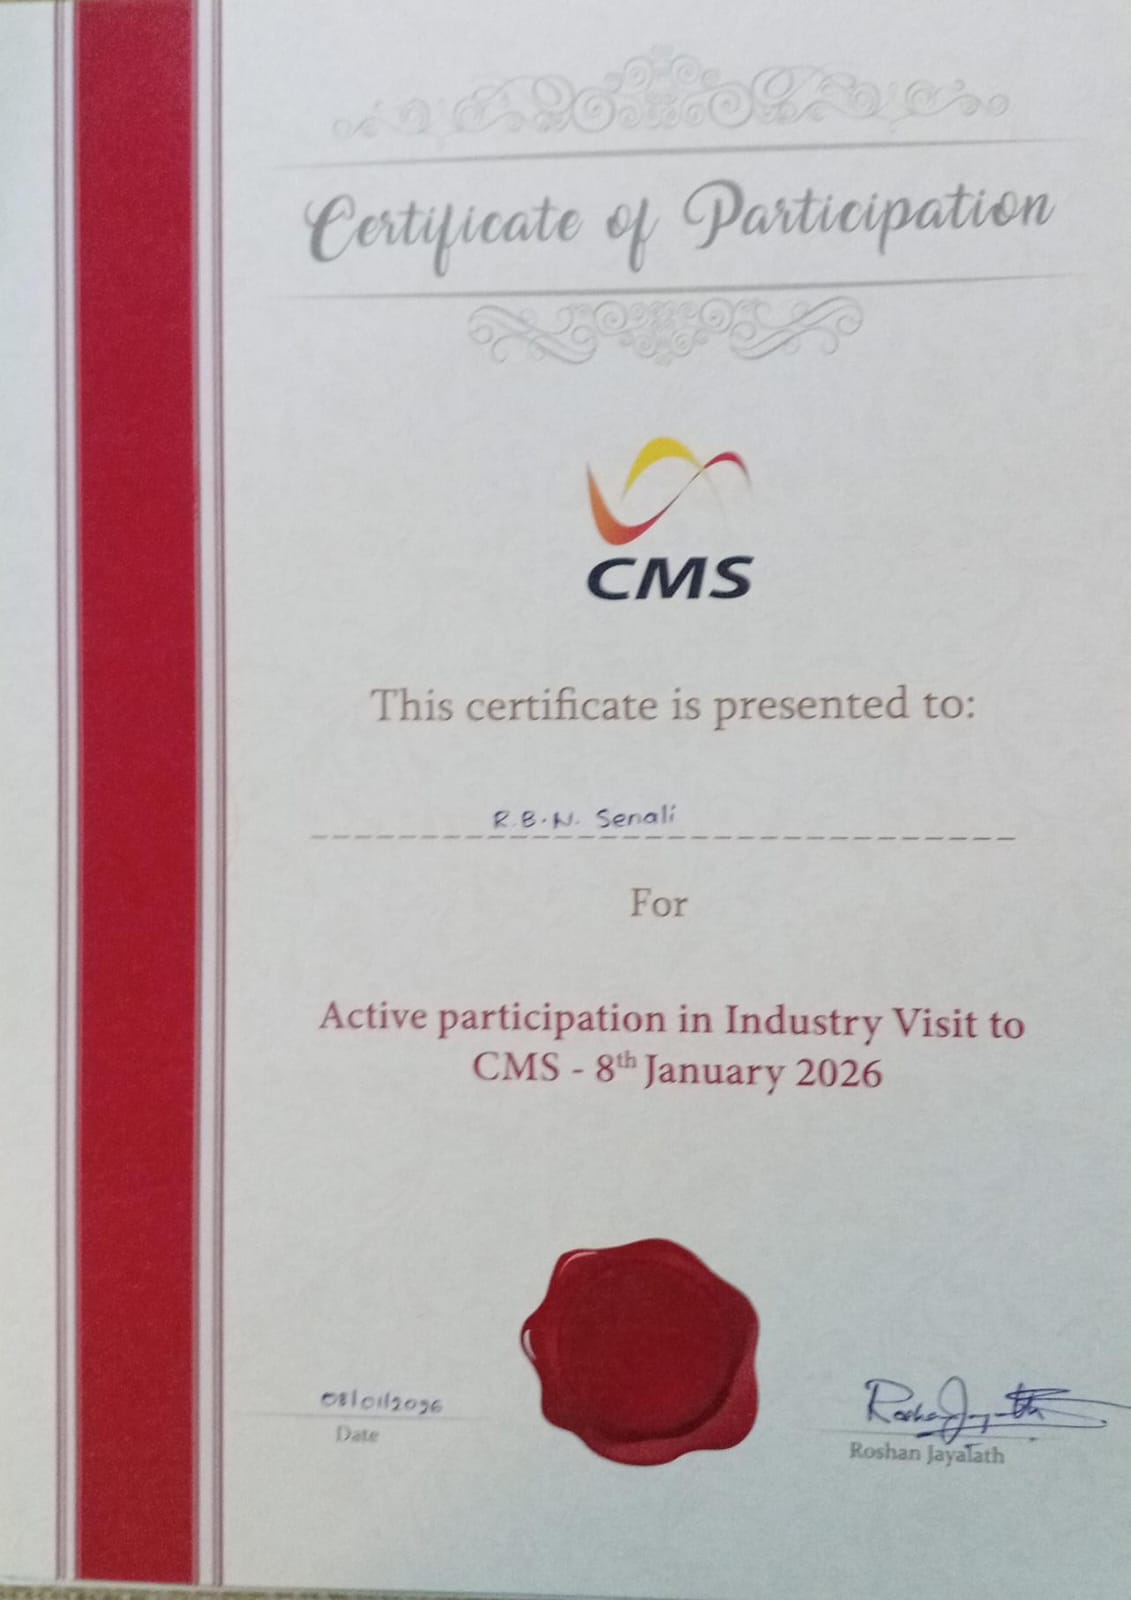 Certificate of Participation
CMS
This certificate is presented to:
R.B.N. Senali
For
Active participation in Industry Visit to
CMS - 8th January 2026
08/01/2026
Date
Roshan Jayalath